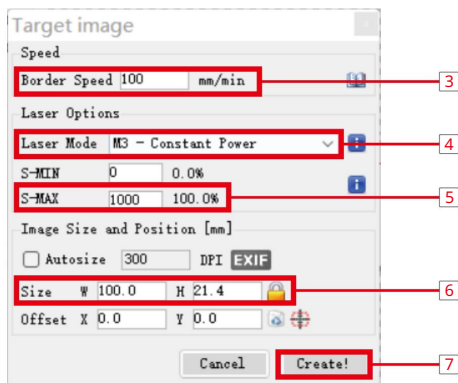 Target image
Speed
Border Speed 100 mm/min
3
Laser Options
Laser Mode M3 - Constant Power
4
S-MIN 0 0.0%
S-MAX 1000 100.0%
5
Image Size and Position [mm]
Autosize 300 DPI EXIF
Size W 100.0 H 21.4
6
Offset X 0.0 Y 0.0
Cancel Create!
7